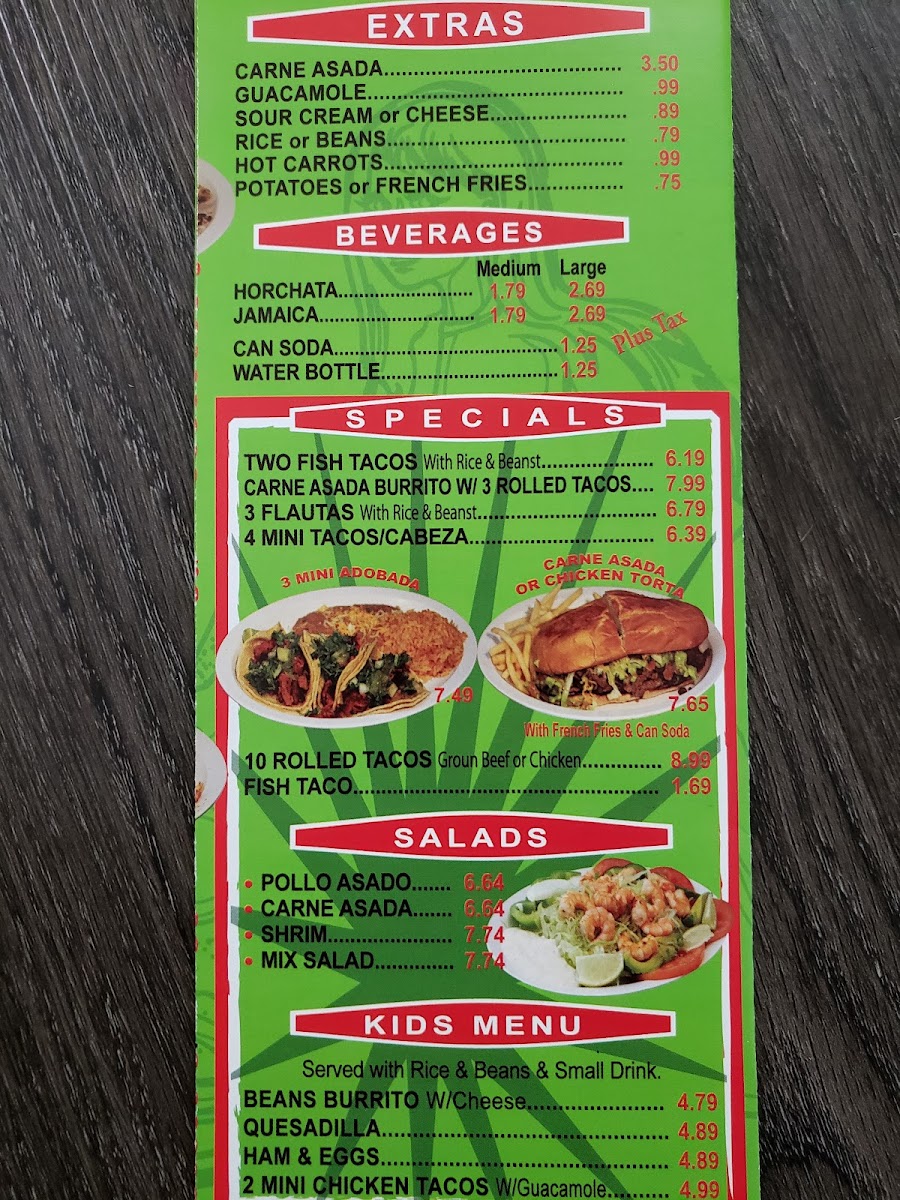 EXTRAS
CARNE ASADA........................................ 3.50
GUACAMOLE........................................... .99
SOUR CREAM or CHEESE....................... .89
RICE or BEANS........................................ .79
HOT CARROTS......................................... .99
POTATOES or FRENCH FRIES................ .75
BEVERAGES
Medium Large
HORCHATA....................... 1.79 2.69
JAMAICA.......................... 1.79 2.69
Plus Tax
CAN SODA......................................1.25
WATER BOTTLE..............................1.25
SPECIALS
TWO FISH TACOS With Rice & Beanst................... 6.19
CARNE ASADA BURRITO W/ 3 ROLLED TACOS.... 7.99
3 FLAUTAS With Rice & Beanst.............................. 6.79
4 MINI TACOS/CABEZA............................... 6.39
3 MINI ADOBADA
7.49
CARNE ASADA
OR CHICKEN TORTA
7.65
With French Fries & Can Soda
10 ROLLED TACOS Groun Beef or Chicken.............. 8.99
FISH TACO.................................................... 1.69
SALADS
• POLLO ASADO....... 6.64
• CARNE ASADA....... 6.64
• SHRIM..................... 7.74
• MIX SALAD.............. 7.74
KIDS MENU
Served with Rice & Beans & Small Drink.
BEANS BURRITO W/Cheese....................... 4.79
QUESADILLA................................................ 4.89
HAM & EGGS................................................ 4.89
2 MINI CHICKEN TACOS W/Guacamole.......... 4.99